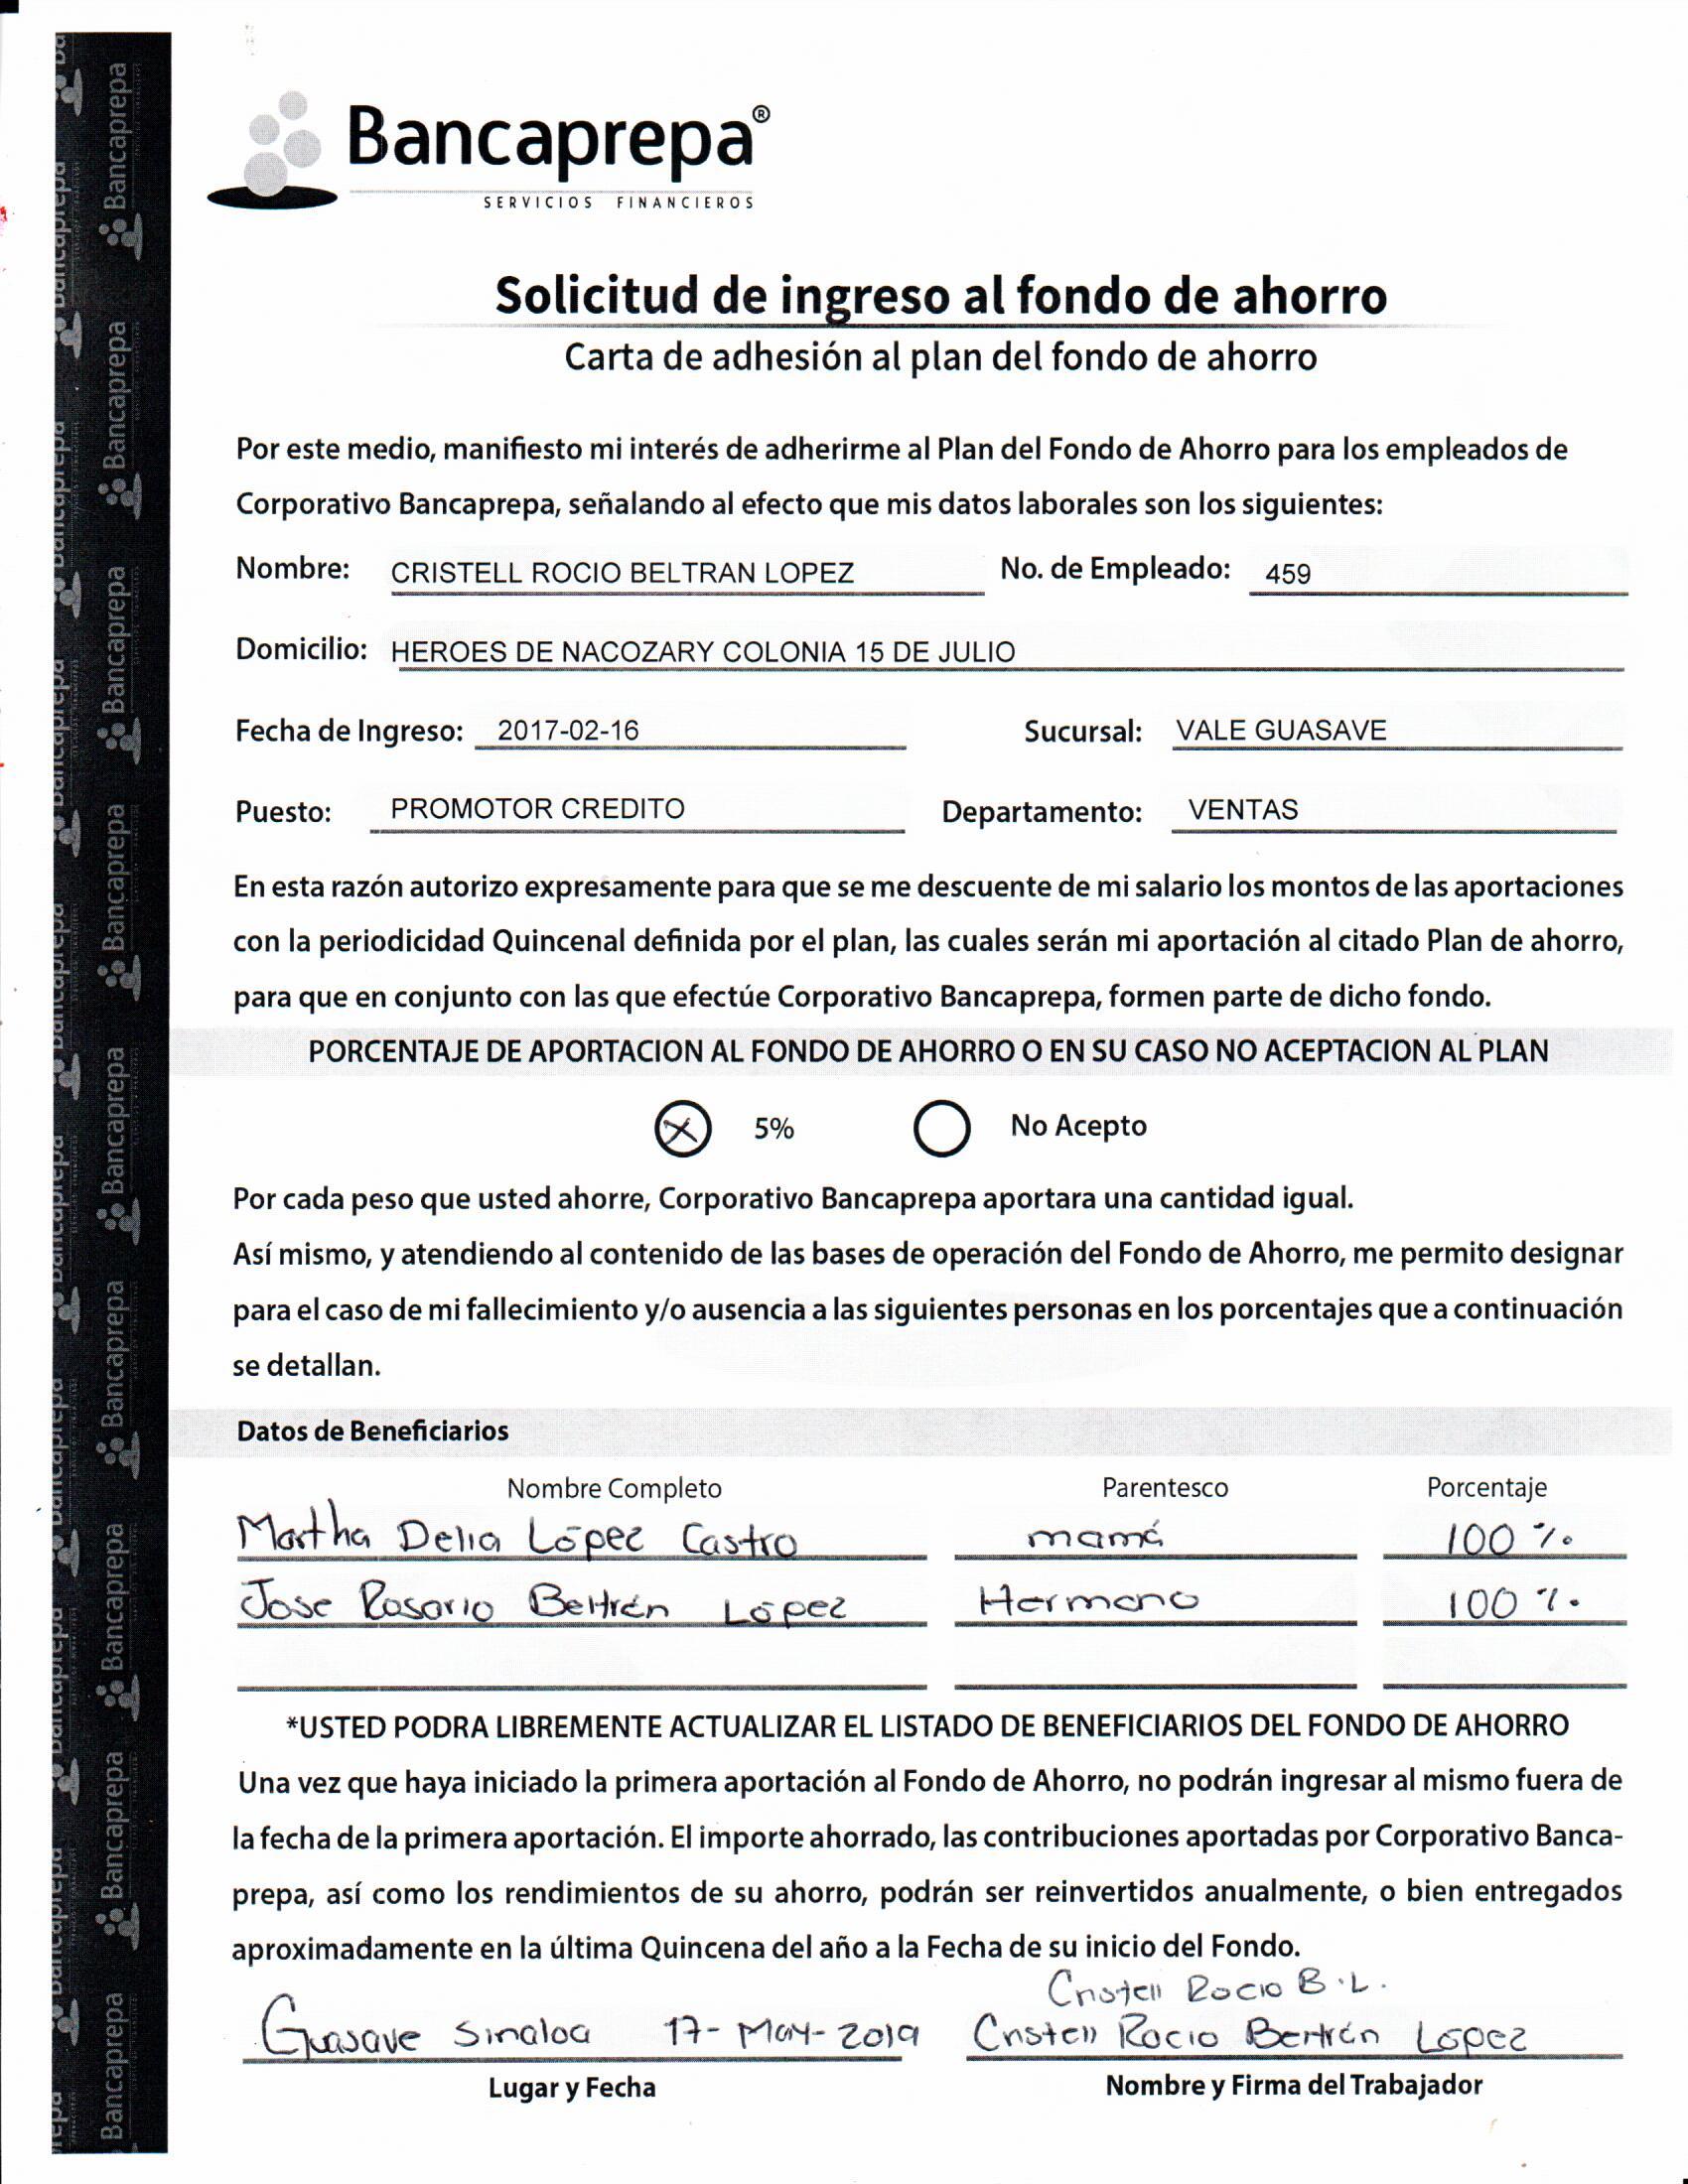 Bancaprepa®
SERVICIOS FINANCIEROS
Solicitud de ingreso al fondo de ahorro
Carta de adhesión al plan del fondo de ahorro
Por este medio, manifiesto mi interés de adherirme al Plan del Fondo de Ahorro para los empleados de
Corporativo Bancaprepa, señalando al efecto que mis datos laborales son los siguientes:
Nombre: CRISTELL ROCIO BELTRAN LOPEZ No. de Empleado: 459
Domicilio: HEROES DE NACOZARY COLONIA 15 DE JULIO
Fecha de Ingreso: 2017-02-16 Sucursal: VALE GUASAVE
Puesto: PROMOTOR CREDITO Departamento: VENTAS
En esta razón autorizo expresamente para que se me descuente de mi salario los montos de las aportaciones
con la periodicidad Quincenal definida por el plan, las cuales serán mi aportación al citado Plan de ahorro,
para que en conjunto con las que efectúe Corporativo Bancaprepa, formen parte de dicho fondo.
PORCENTAJE DE APORTACION AL FONDO DE AHORRO O EN SU CASO NO ACEPTACION AL PLAN
5% No Acepto
Por cada peso que usted ahorre, Corporativo Bancaprepa aportara una cantidad igual.
Así mismo, y atendiendo al contenido de las bases de operación del Fondo de Ahorro, me permito designar
para el caso de mi fallecimiento y/o ausencia a las siguientes personas en los porcentajes que a continuación
se detallan.
Datos de Beneficiarios
Nombre Completo Parentesco Porcentaje
Martha Delia López Castro mamá 100 %
Jose Rosario Beltrán López Hermano 100 %
*USTED PODRA LIBREMENTE ACTUALIZAR EL LISTADO DE BENEFICIARIOS DEL FONDO DE AHORRO
Una vez que haya iniciado la primera aportación al Fondo de Ahorro, no podrán ingresar al mismo fuera de
la fecha de la primera aportación. El importe ahorrado, las contribuciones aportadas por Corporativo Banca-
prepa, así como los rendimientos de su ahorro, podrán ser reinvertidos anualmente, o bien entregados
aproximadamente en la última Quincena del año a la Fecha de su inicio del Fondo.
Cristell Rocio B.L.
Guasave Sinaloa 17-May-2019 Cristell Rocio Beltrán López
Lugar y Fecha Nombre y Firma del Trabajador